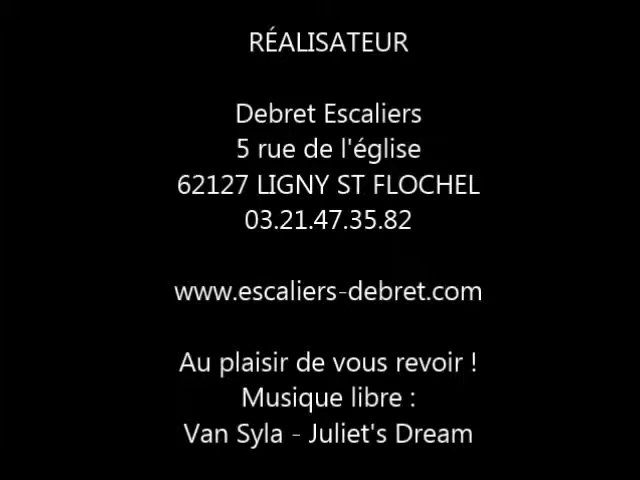 RÉALISATEUR
Debret Escaliers
5 rue de l'église
62127 LIGNY ST FLOCHEL
03.21.47.35.82
www.escaliers-debret.com
Au plaisir de vous revoir !
Musique libre :
Van Syla - Juliet's Dream